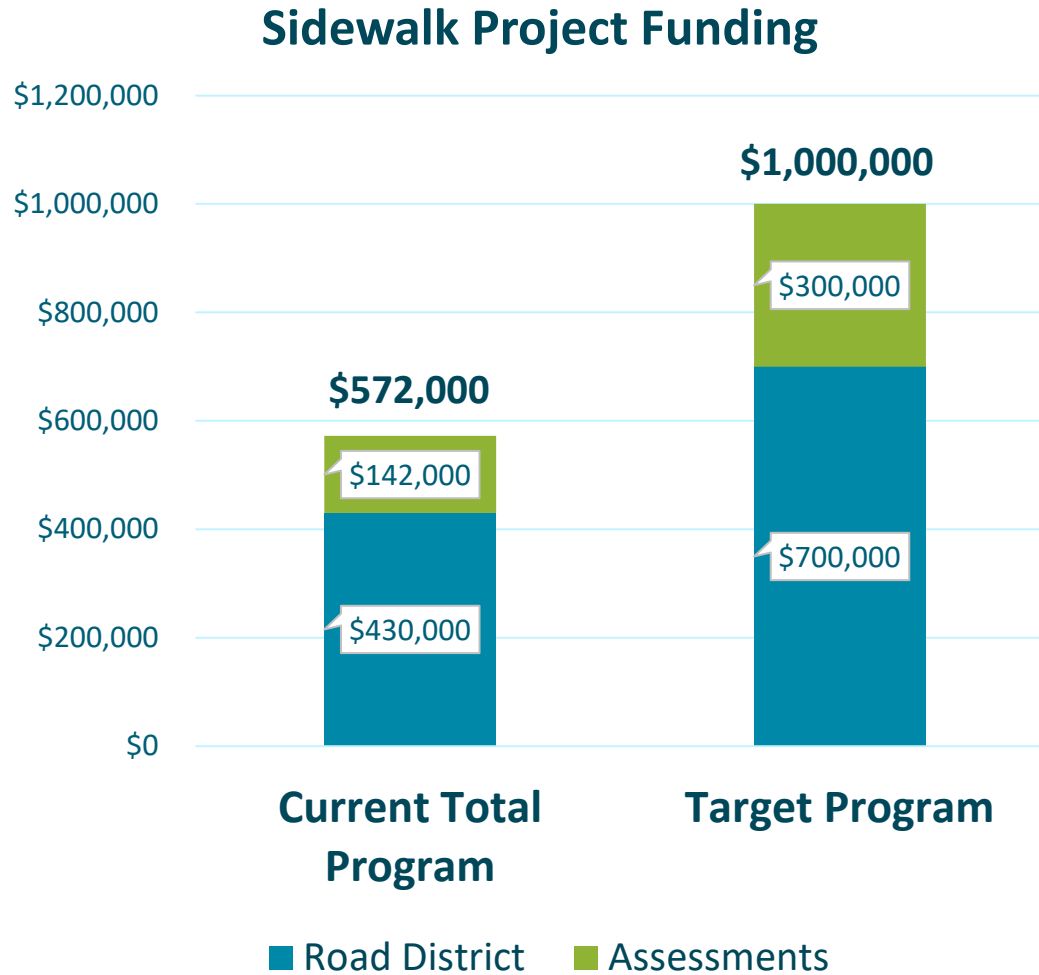 Sidewalk Project Funding
$1,200,000
$1,000,000
$800,000
$600,000
$400,000
$200,000
$0
$572,000
$142,000
$430,000
$1,000,000
$300,000
$700,000
Current Total
Program
Target Program
Road District
Assessments